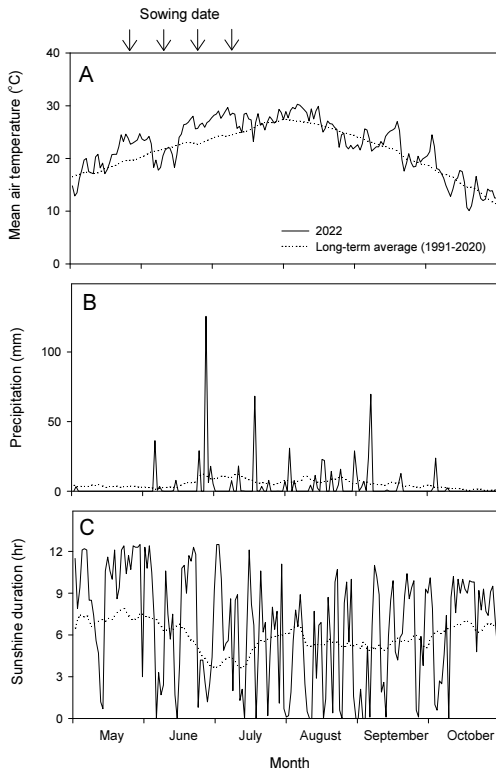 Sowing date
40
A
30
20
10
0
Mean air temperature (°C)
2022
Long-term average (1991-2020)
B
100
50
0
Precipitation (mm)
C
12
9
6
3
0
Sunshine duration (hr)
May June July August September October
Month